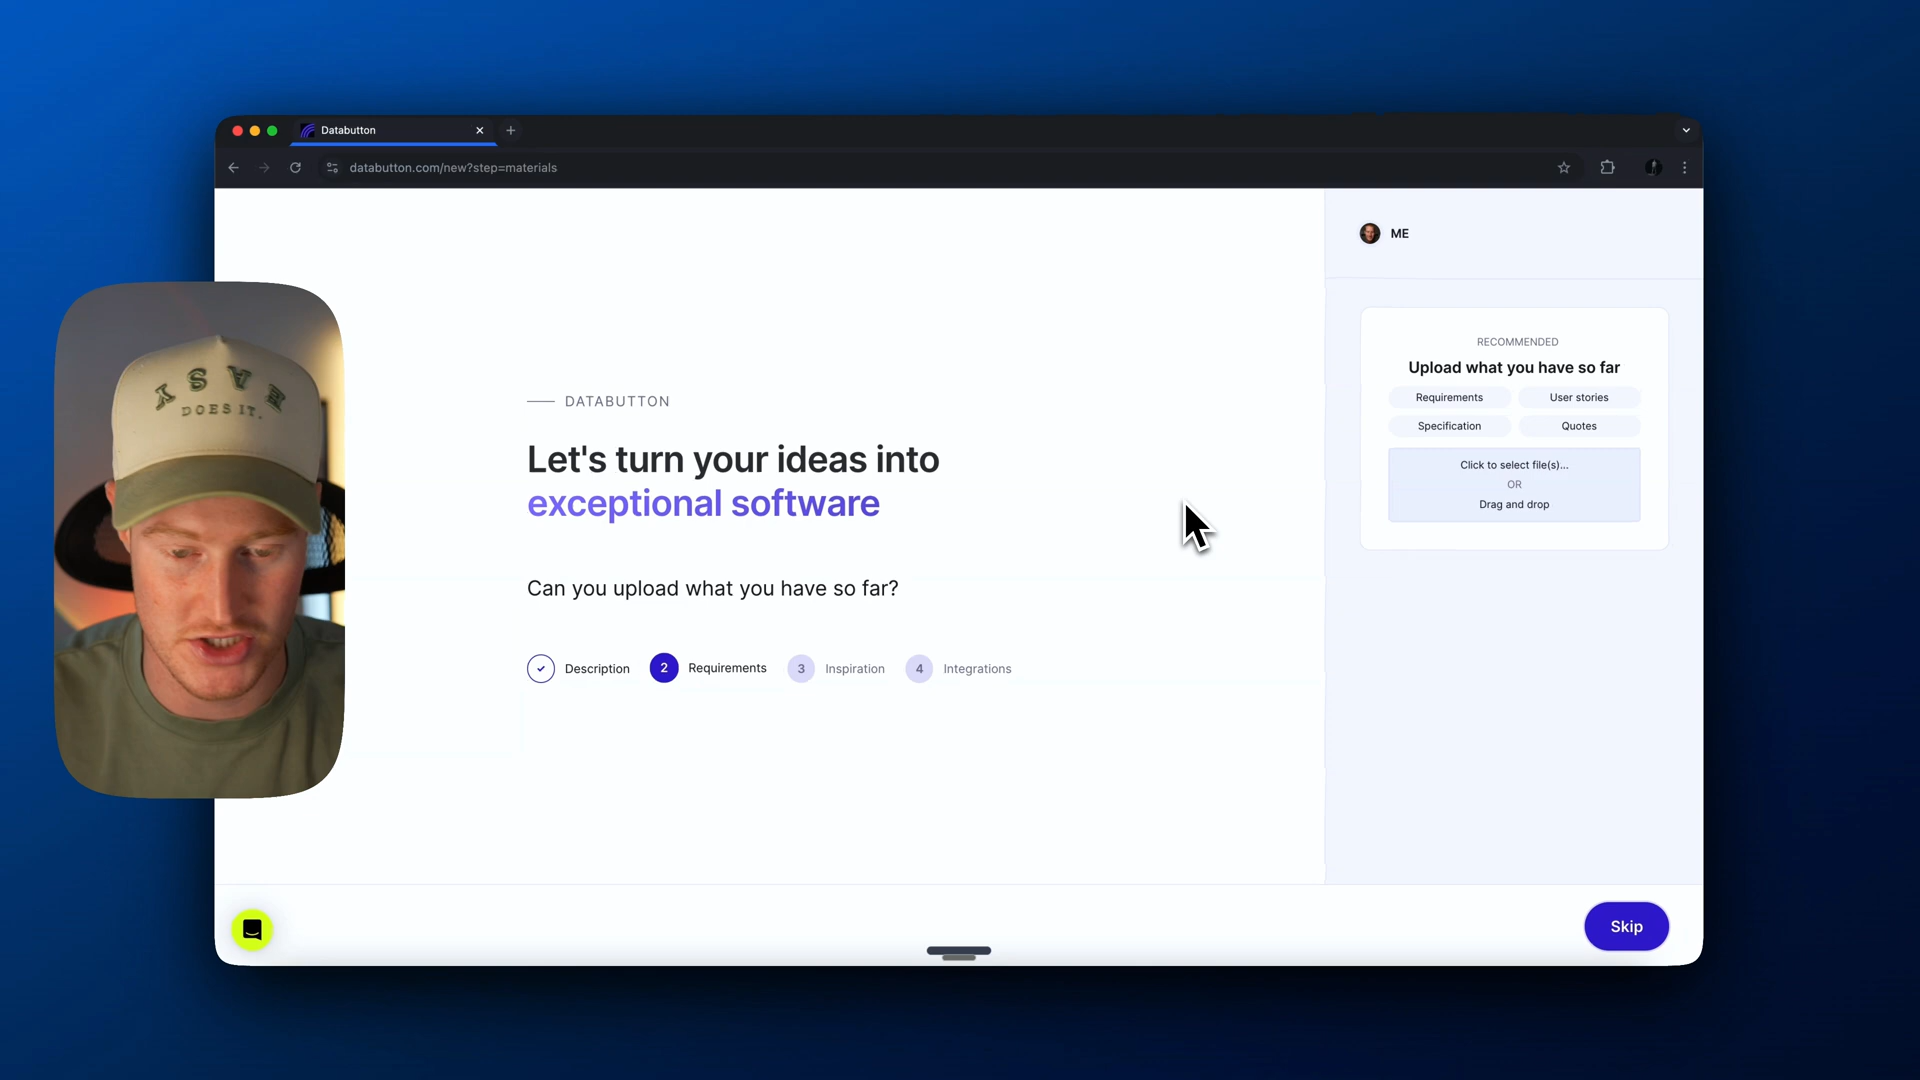 Databutton
databutton.com/new?step=materials
ME
RECOMMENDED
Upload what you have so far
Requirements
User stories
Specification
Quotes
Click to select file(s)...
OR
Drag and drop
DATABUTTON
Let's turn your ideas into
exceptional software
Can you upload what you have so far?
Description
2 Requirements
3 Inspiration
4 Integrations
Skip
EASY
DOES IT.